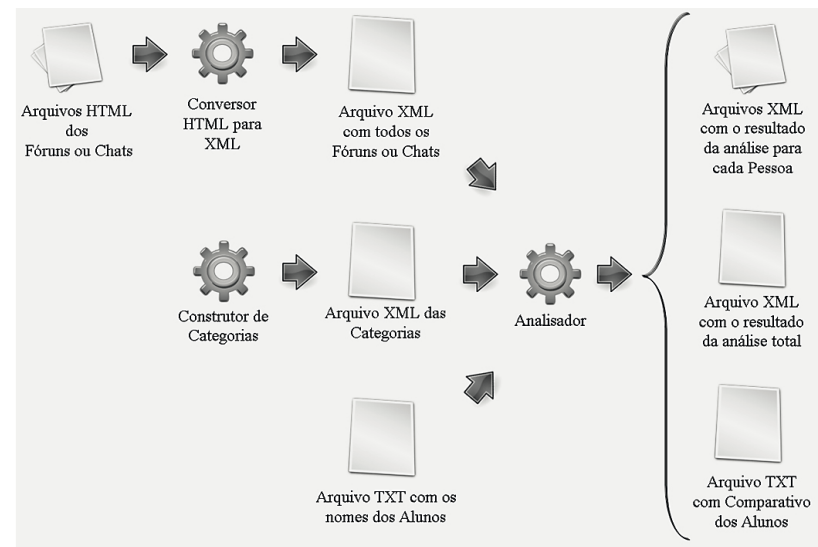 Arquivos HTML
dos
Fóruns ou Chats
Conversor
HTML para
XML
Arquivo XML
com todos os
Fóruns ou Chats
Construtor de
Categorias
Arquivo XML das
Categorias
Arquivo TXT com os
nomes dos Alunos
Analisador
Arquivos XML
com o resultado
da análise para
cada Pessoa
Arquivo XML
com o resultado
da análise total
Arquivo TXT
com Comparativo
dos Alunos